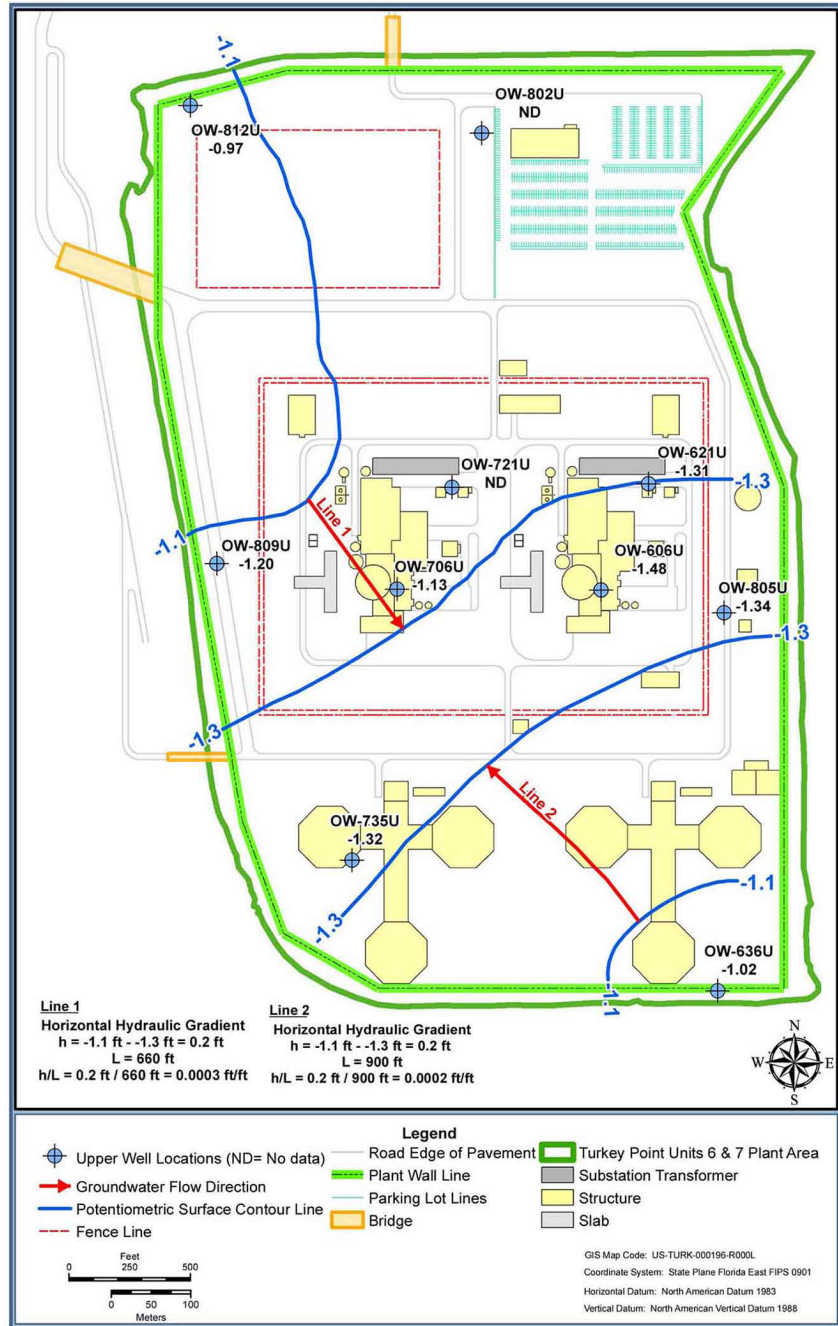 -1.1
OW-802U
ND
OW-812U
-0.97
OW-721U
ND
OW-621U
-1.31
-1.3
-1.1
Line 1
OW-809U
-1.20
OW-706U
-1.13
OW-606U
-1.48
OW-805U
-1.34
-1.3
-1.3
Line 2
OW-735U
-1.32
-1.1
-1.3
OW-636U
-1.02
-1.1
Line 1
Horizontal Hydraulic Gradient
h = -1.1 ft - -1.3 ft = 0.2 ft
L = 660 ft
h/L = 0.2 ft / 660 ft = 0.0003 ft/ft
Line 2
Horizontal Hydraulic Gradient
h = -1.1 ft - -1.3 ft = 0.2 ft
L = 900 ft
h/L = 0.2 ft / 900 ft = 0.0002 ft/ft
N
W E
S
Legend
Upper Well Locations (ND= No data)
Groundwater Flow Direction
Potentiometric Surface Contour Line
Fence Line
Road Edge of Pavement
Plant Wall Line
Parking Lot Lines
Bridge
Turkey Point Units 6 & 7 Plant Area
Substation Transformer
Structure
Slab
Feet
0 250 500
0 50 100
Meters
GIS Map Code: US-TURK-000196-R000L
Coordinate System: State Plane Florida East FIPS 0901
Horizontal Datum: North American Datum 1983
Vertical Datum: North American Vertical Datum 1988